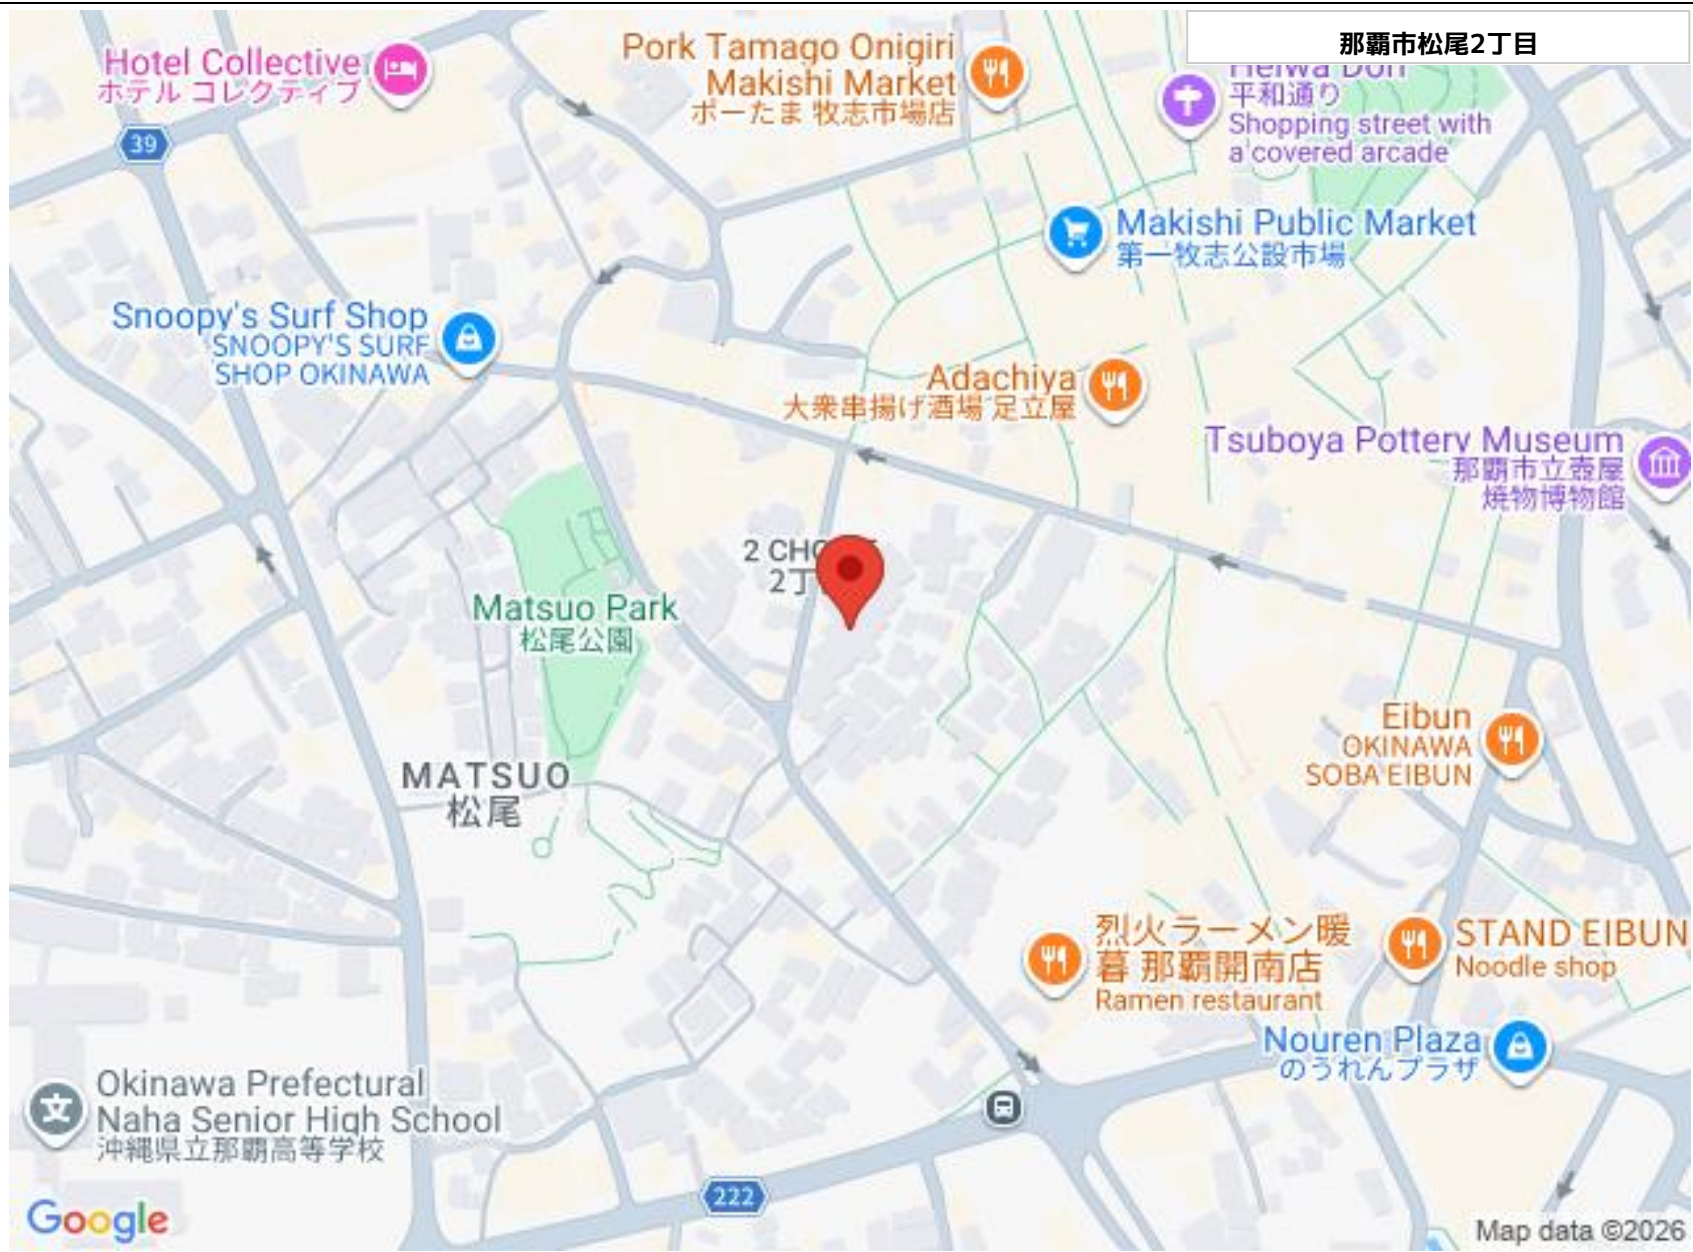 那覇市松尾2丁目
Hotel Collective
ホテル コレクティブ
39
Pork Tamago Onigiri
Makishi Market
ポーたま 牧志市場店
Heiwa Dori
平和通り
Shopping street with
a covered arcade
Makishi Public Market
第一牧志公設市場
Snoopy's Surf Shop
SNOOPY'S SURF
SHOP OKINAWA
Adachiya
大衆串揚げ酒場 足立屋
Tsuboya Pottery Museum
那覇市立壺屋
焼物博物館
2 CHO
2丁
Matsuo Park
松尾公園
MATSUO
松尾
Eibun
OKINAWA
SOBA EIBUN
烈火ラーメン暖
暮 那覇開南店
Ramen restaurant
STAND EIBUN
Noodle shop
Nouren Plaza
のうれんプラザ
文
Okinawa Prefectural
Naha Senior High School
沖縄県立那覇高等学校
222
Google
Map data ©2026